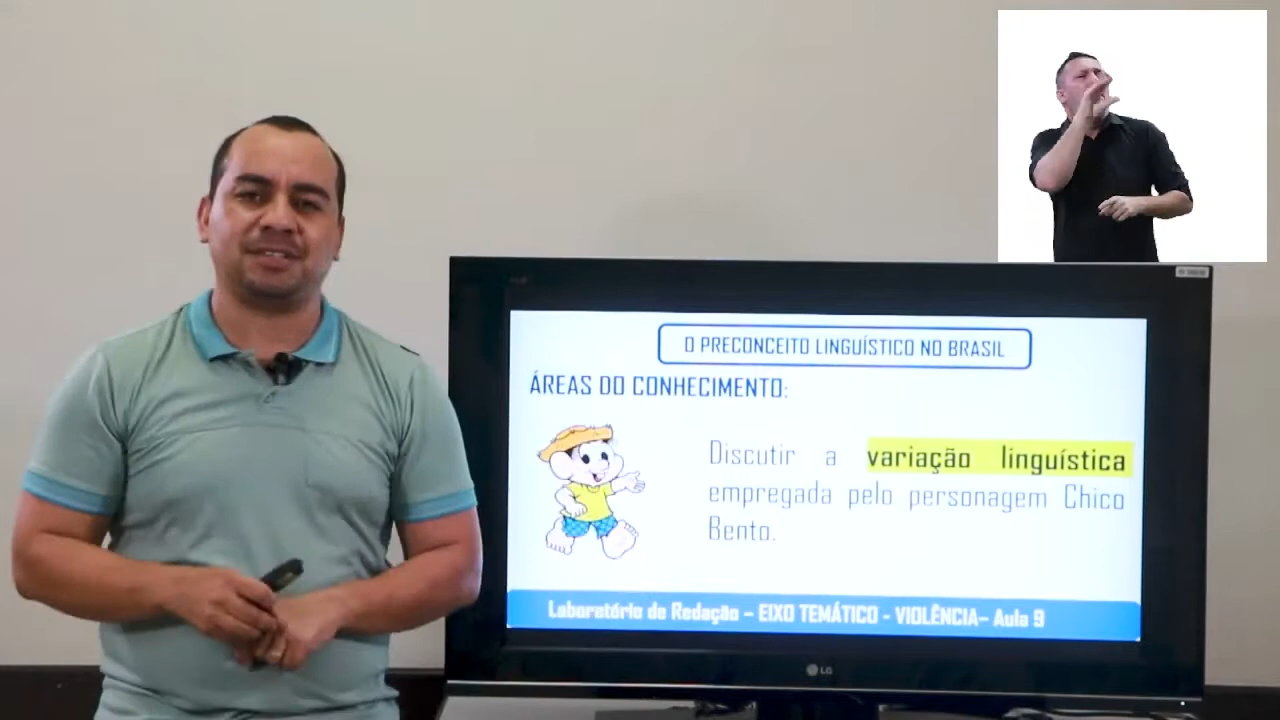 O PRECONCEITO LINGUÍSTICO NO BRASIL
ÁREAS DO CONHECIMENTO:
Discutir a variação linguística
empregada pelo personagem Chico
Bento.
Laboratório de Redação – EIXO TEMÁTICO - VIOLÊNCIA– Aula 9
LG